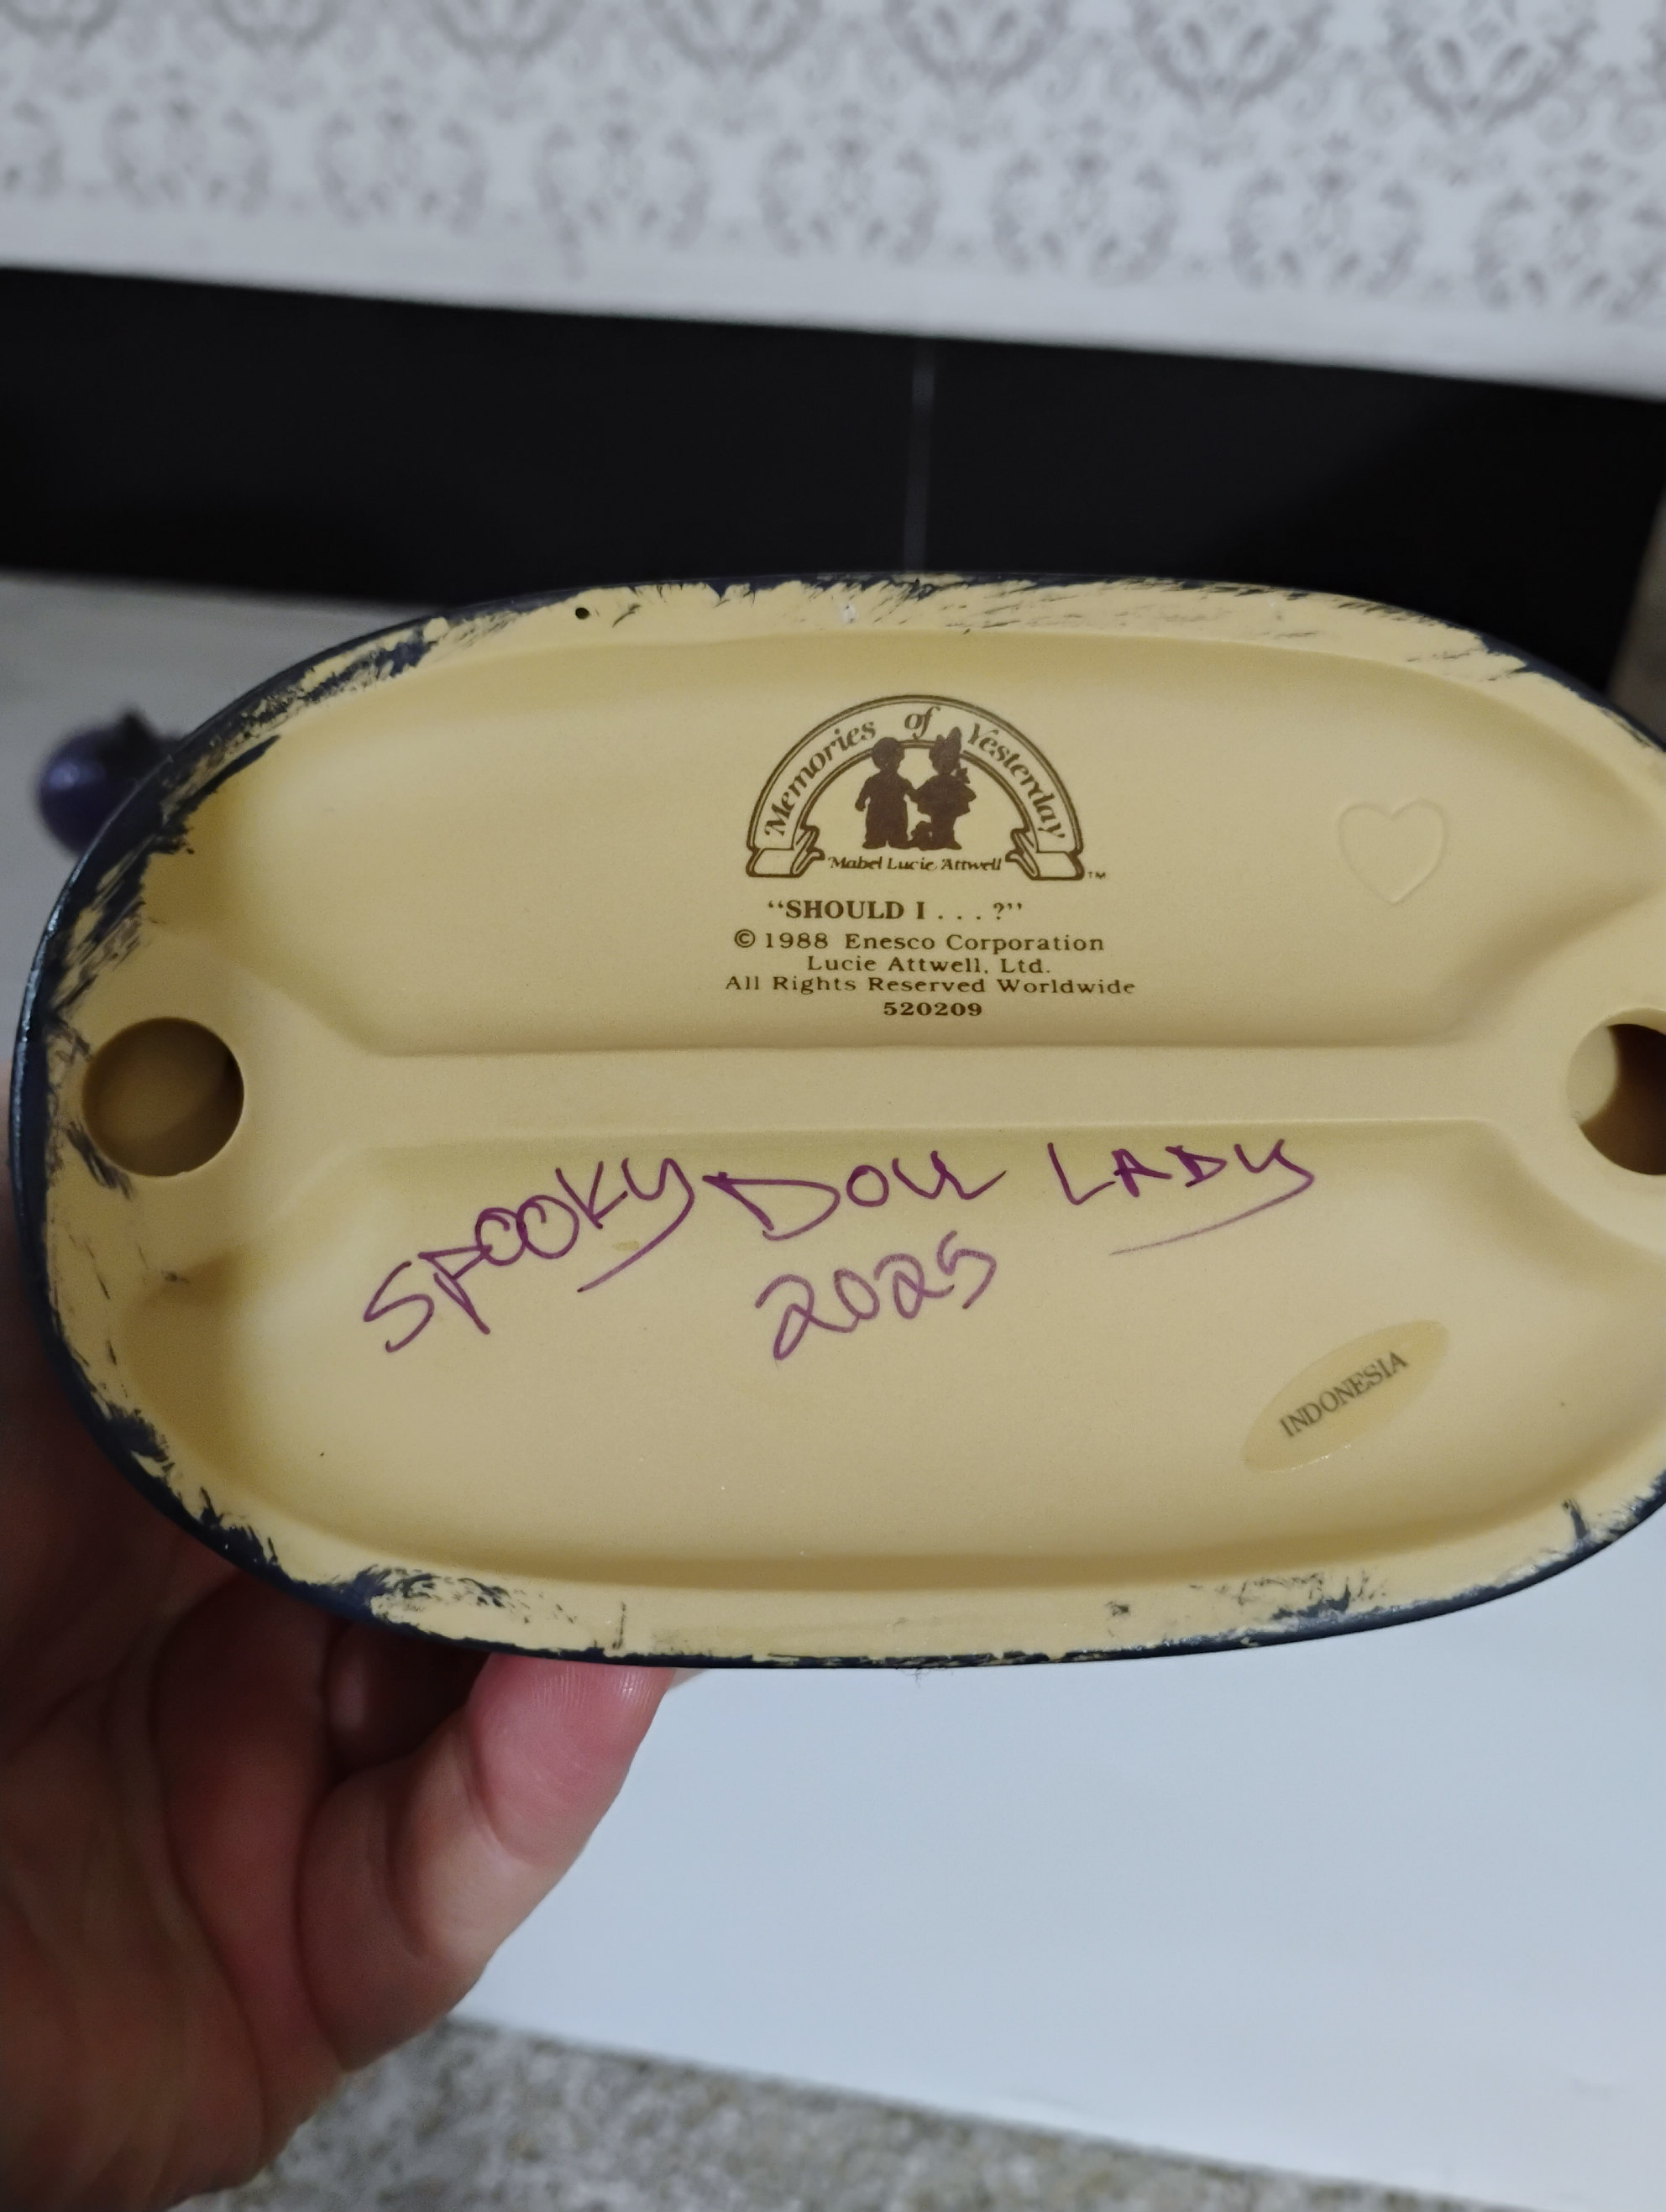 Memories of Yesterday
Mabel Lucie Attwell
TM
“SHOULD I . . . ?”
© 1988 Enesco Corporation
Lucie Attwell, Ltd.
All Rights Reserved Worldwide
520209
SPOOKY DOLL LADY
2025
INDONESIA